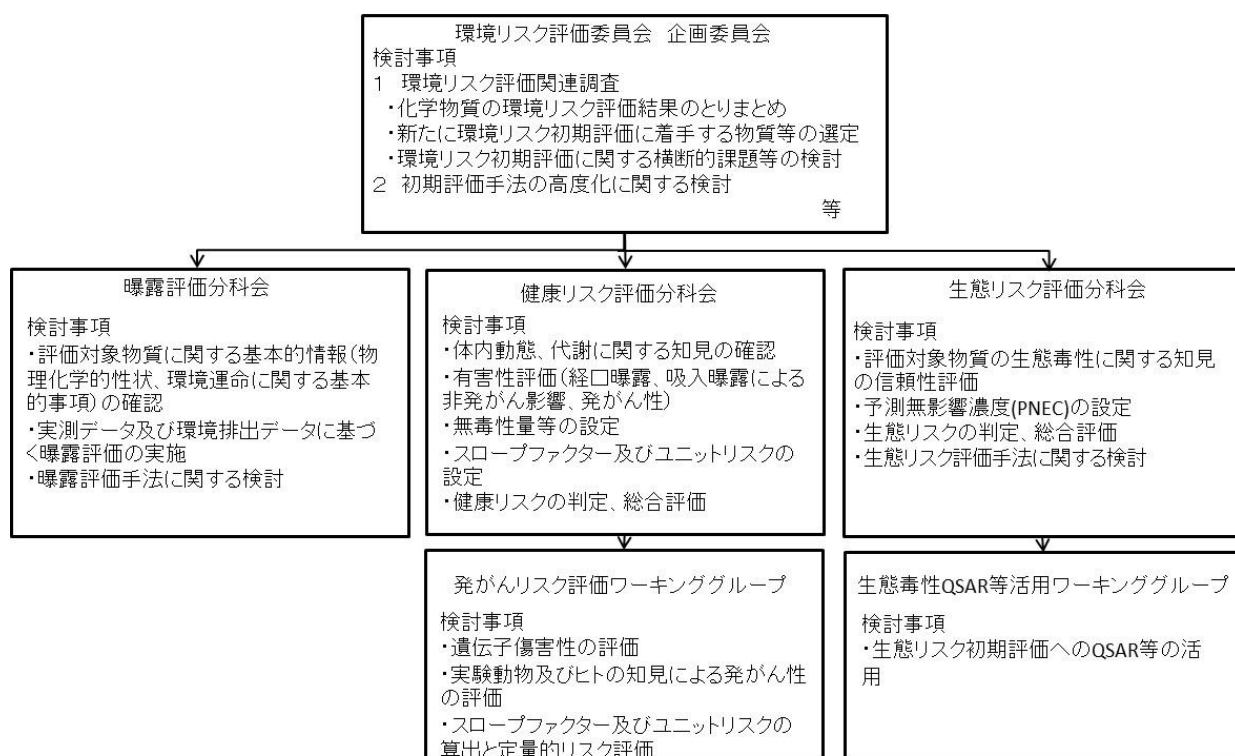 環境リスク評価委員会 企画委員会
検討事項
１ 環境リスク評価関連調査
・化学物質の環境リスク評価結果のとりまとめ
・新たに環境リスク初期評価に着手する物質等の選定
・環境リスク初期評価に関する横断的課題等の検討
２ 初期評価手法の高度化に関する検討
等
曝露評価分科会
検討事項
・評価対象物質に関する基本的情報(物
理化学的性状、環境運命に関する基本
的事項)の確認
・実測データ及び環境排出データに基づ
く曝露評価の実施
・曝露評価手法に関する検討
健康リスク評価分科会
検討事項
・体内動態、代謝に関する知見の確認
・有害性評価(経口曝露、吸入曝露による
非発がん影響、発がん性)
・無毒性量等の設定
・スロープファクター及びユニットリスクの
設定
・健康リスクの判定、総合評価
生態リスク評価分科会
検討事項
・評価対象物質の生態毒性に関する知見
の信頼性評価
・予測無影響濃度(PNEC)の設定
・生態リスクの判定、総合評価
・生態リスク評価手法に関する検討
発がんリスク評価ワーキンググループ
検討事項
・遺伝子傷害性の評価
・実験動物及びヒトの知見による発がん性
の評価
・スロープファクター及びユニットリスクの
算出と定量的リスク評価
生態毒性QSAR等活用ワーキンググループ
検討事項
・生態リスク初期評価へのQSAR等の活
用